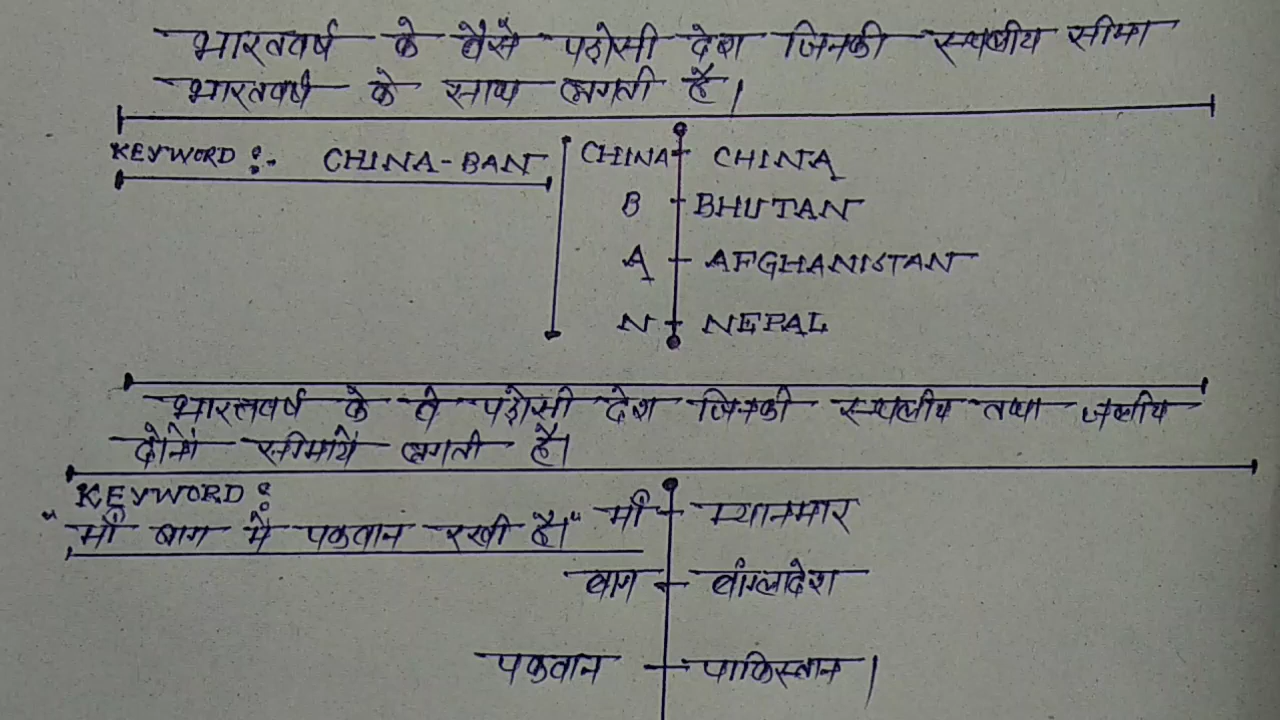 भारतवर्ष के वैसे पड़ोसी देश जिनकी स्थलीय सीमा
भारतवर्ष के साथ लगती है।
KEYWORD :- CHINA-BAN
CHINA CHINA
B BHUTAN
A AFGHANISTAN
N NEPAL
भारतवर्ष के वे पड़ोसी देश जिनकी स्थलीय तथा जलीय
दोनों सीमायें लगती है।
KEYWORD :
"माँ बाग में पकवान रखी है।"
माँ म्यानमार
बाग बांग्लादेश
पकवान पाकिस्तान।